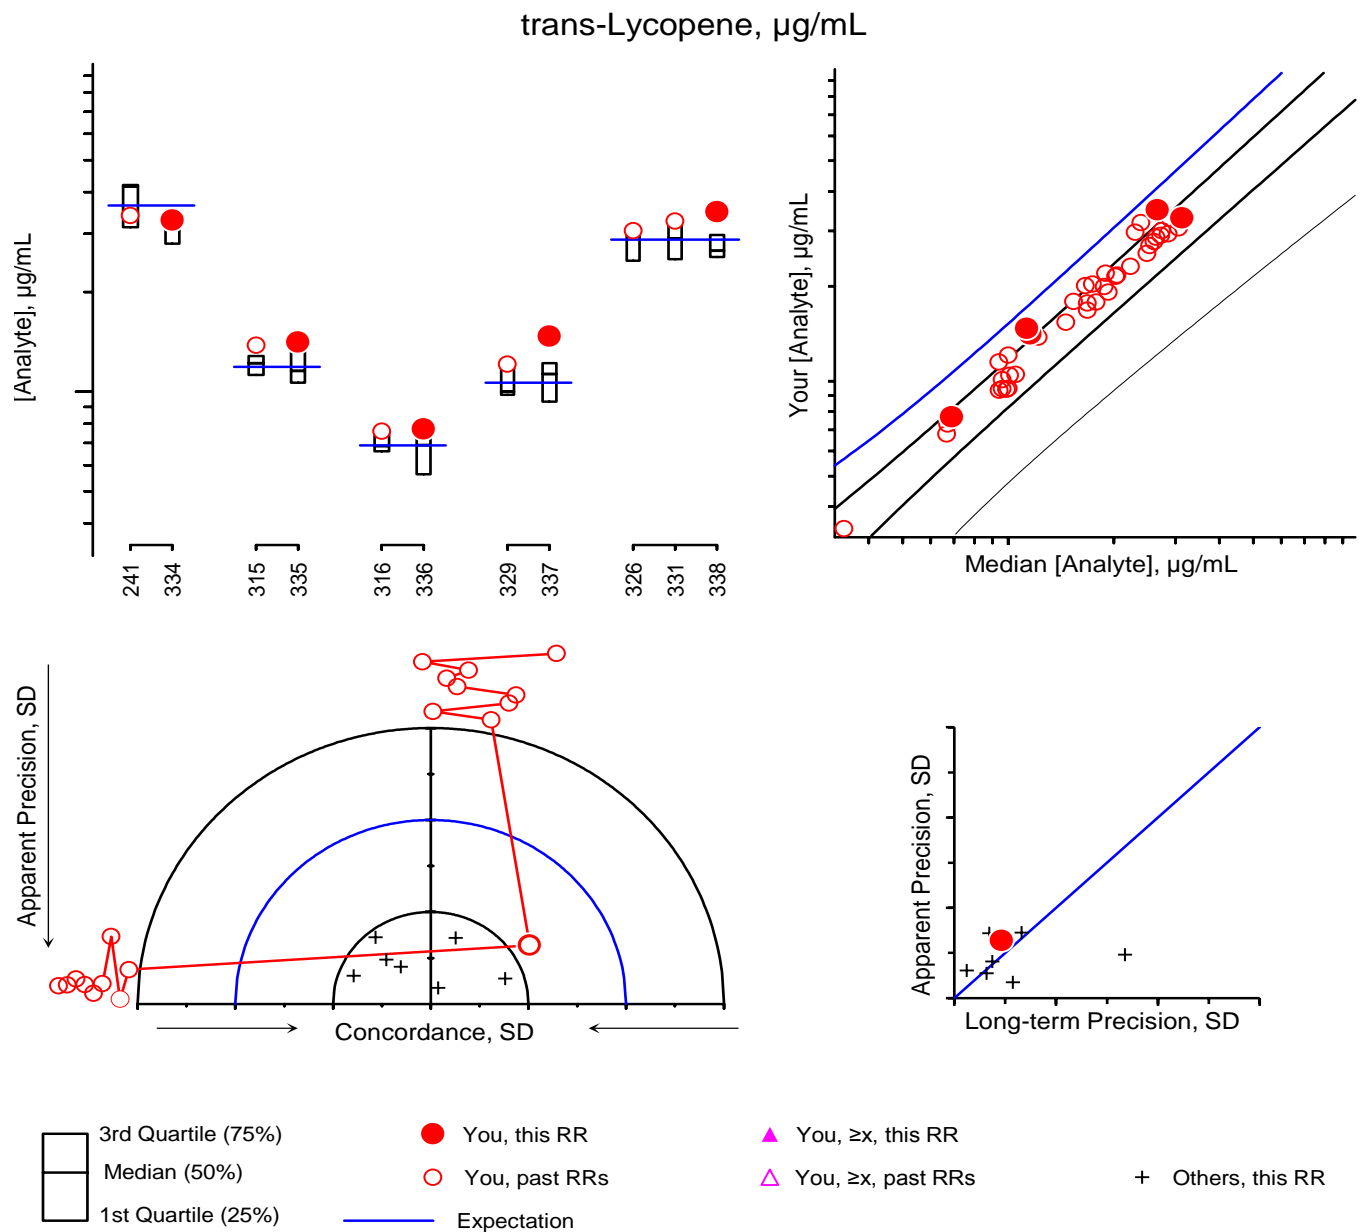 trans-Lycopene, µg/mL
[Analyte], µg/mL
241
334
315
335
316
336
329
337
326
331
338
Your [Analyte], µg/mL
Median [Analyte], µg/mL
Apparent Precision, SD
Concordance, SD
Apparent Precision, SD
Long-term Precision, SD
3rd Quartile (75%)
Median (50%)
1st Quartile (25%)
You, this RR
You, past RRs
Expectation
You, ≥x, this RR
You, ≥x, past RRs
Others, this RR